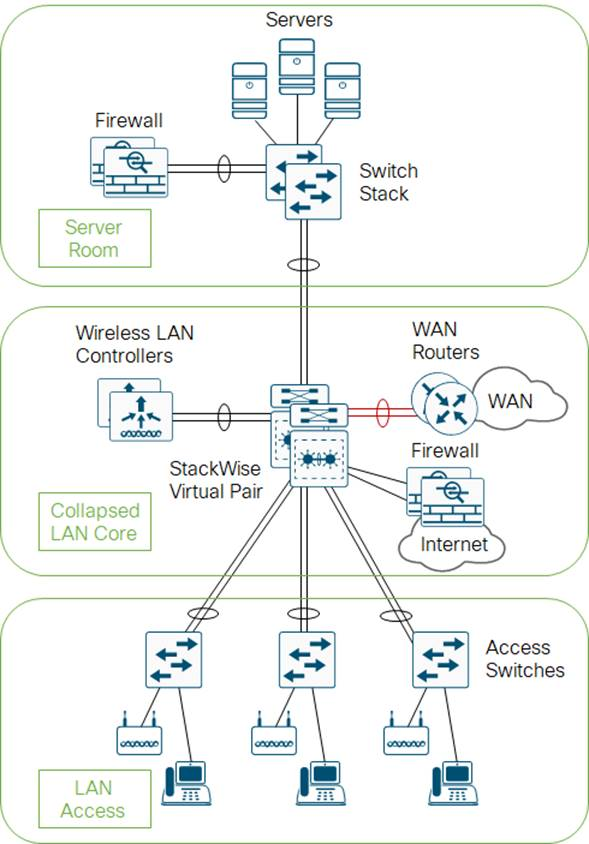 Servers
Firewall
Switch
Stack
Server
Room
Wireless LAN
Controllers
WAN
Routers
WAN
Firewall
StackWise
Virtual Pair
Collapsed
LAN Core
Internet
Access
Switches
LAN
Access